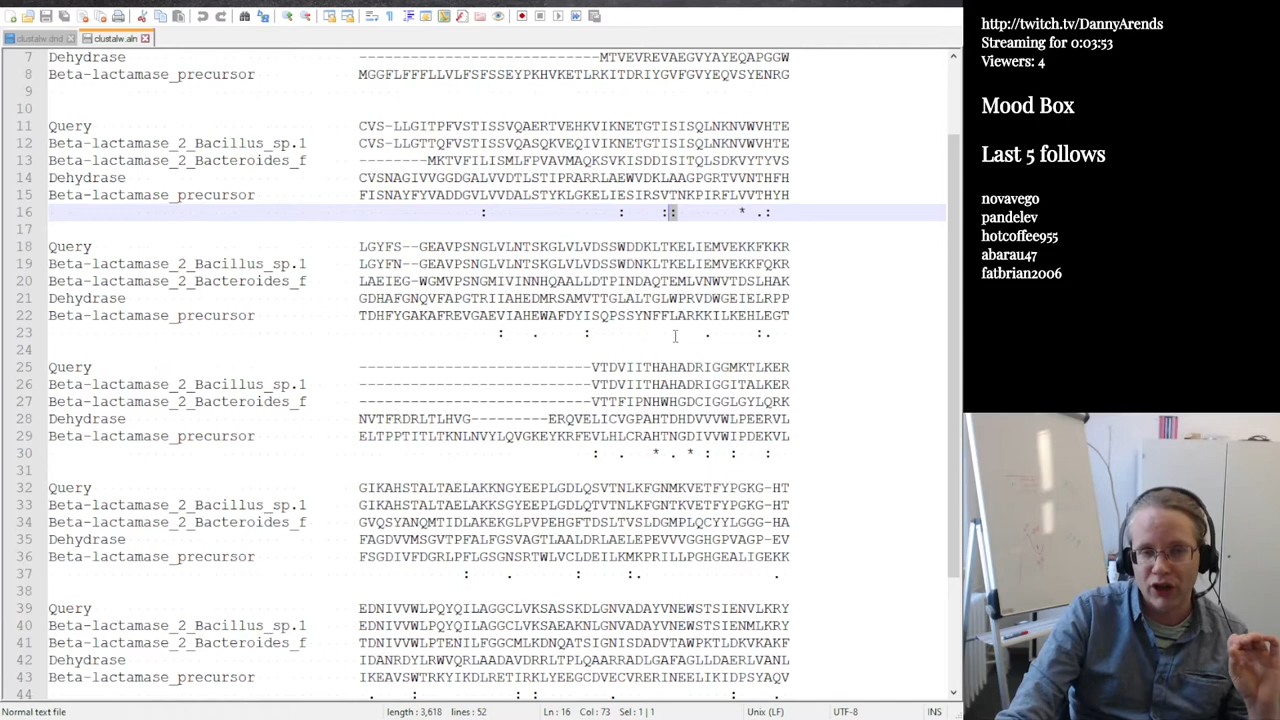 clustalw.dnd
clustalw.aln
7 Dehydrase -----------------------------MTVEVREVAEGVYAYEQAPGGW
8 Beta-lactamase_precursor MGGFLFFFLLVLFSFSSEYPKHVKETLRKITDRIYGVFGVYEQVSYENRG
9
10
11 Query CVS-LLGITPFVSTISSVQAERTVEHKVIKNETGTISISQLNKNVWVHTE
12 Beta-lactamase_2_Bacillus_sp.1 CVS-LLGTTQFVSTISSVQASQKVEQIVIKNETGTISISQLNKNVWVHTE
13 Beta-lactamase_2_Bacteroides_f --------MKTVFILISMLFPVAVMAQKSVKISDDISITQLSDKVYTYVS
14 Dehydrase CVSNAGIVVGGDGALVVDTLSTIPRARRLAEWVDKLAAGPGRTVVNTHFH
15 Beta-lactamase_precursor FISNAYFYVADDGVLVVDALSTYKLGKELIESIRSVTNKPIRFLVVTHYH
16 : : :: * .:
17
18 Query LGYFS--GEAVPSNGLVLNTSKGLVLVDSSWDDKLTKELIEMVEKKFKKR
19 Beta-lactamase_2_Bacillus_sp.1 LGYFN--GEAVPSNGLVLNTSKGLVLVDSSWDNKLTKELIEMVEKKFQKR
20 Beta-lactamase_2_Bacteroides_f LAEIEG-WGMVPSNGMIVINNHQAALLDTPINDAQTEMLVNWVTDSLHAK
21 Dehydrase GDHAFGNQVFAPGTRIIAHEDMRSAMVTTGLALTGLWPRVDWGEIELRPP
22 Beta-lactamase_precursor TDHFYGAKAFREVGAEVIAHEWAFDYISQPSSYNFFLARKKILKEHLEGT
23 : . : . :.
24
25 Query ---------------------------VTDVIITHAHADRIGGMKTLKER
26 Beta-lactamase_2_Bacillus_sp.1 ---------------------------VTDVIITHAHADRIGGITALKER
27 Beta-lactamase_2_Bacteroides_f ---------------------------VTTFIPNHWHGDCIGGLGYLQRK
28 Dehydrase NVTFRDRLTLHVG---------ERQVELICVGPAHTDHDVVVWLPEERVL
29 Beta-lactamase_precursor ELTPPTITLTKNLNVYLQVGKEYKRFEVLHLCRAHTNGDIVVWIPDEKVL
30 : . * . * : : :
31
32 Query GIKAHSTALTAELAKKNGYEEPLGDLQSVTNLKFGNMKVETFYPGKG-HT
33 Beta-lactamase_2_Bacillus_sp.1 GIKAHSTALTAELAKKSGYEEPLGDLQTVTNLKFGNTKVETFYPGKG-HT
34 Beta-lactamase_2_Bacteroides_f GVQSYANQMTIDLAKEKGLPVPEHGFTDSLTVSLDGMPLQCYYLGGG-HA
35 Dehydrase FAGDVVMSGVTPFALFGSVAGTLAALDRLAELEPEVVVGGHGPVAGP-EV
36 Beta-lactamase_precursor FSGDIVFDGRLPFLGSGNSRTWLVCLDEILKMKPRILLPGHGEALIGEKK
37 : . : :. .
38
39 Query EDNIVVWLPQYQILAGGCLVKSASSKDLGNVADAYVNEWSTSIENVLKRY
40 Beta-lactamase_2_Bacillus_sp.1 EDNIVVWLPQYQILAGGCLVKSAEAKNLGNVADAYVNEWSTSIENMLKRY
41 Beta-lactamase_2_Bacteroides_f TDNIVVWLPTENILFGGCMLKDNQATSIGNISDADVTAWPKTLDKVKAKF
42 Dehydrase IDANRDYLRWVQRLAADAVDRRLTPLQAARRADLGAFAGLLDAERLVANL
43 Beta-lactamase_precursor IKEAVSWTRKYIKDLRETIRKLYEEGCDVECVRERINEELIKIDPSYAQV
44 . : :: : :
Normal text file length : 3,618 lines : 52 Ln : 16 Col : 73 Sel : 1 | 1 Unix (LF) UTF-8 INS
http://twitch.tv/DannyArends
Streaming for 0:03:53
Viewers: 4
Mood Box
Last 5 follows
novavego
pandelev
hotcoffee955
abarau47
fatbrian2006